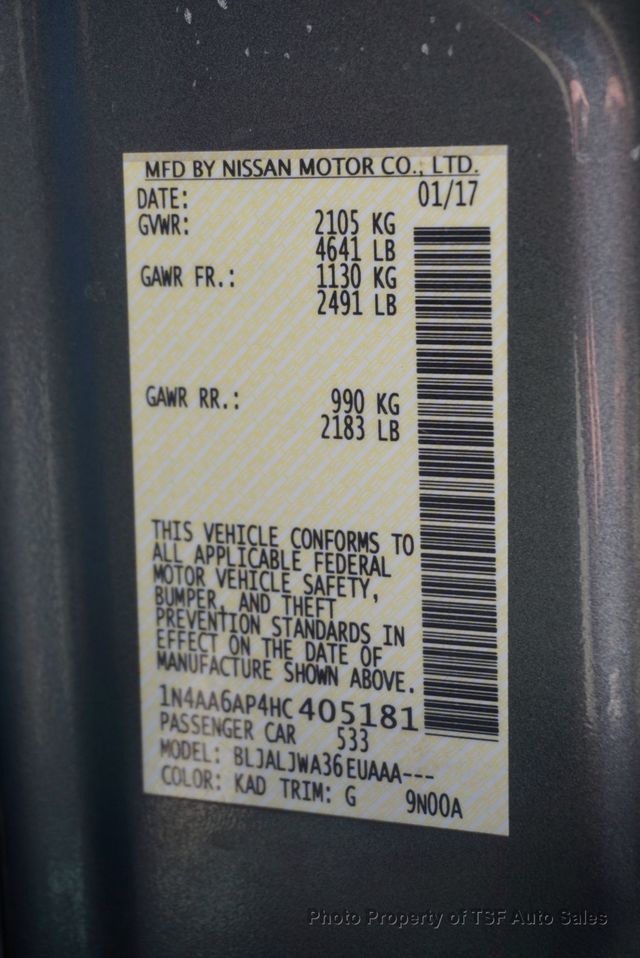 MFD BY NISSAN MOTOR CO., LTD.
DATE: 01/17
GVWR: 2105 KG
4641 LB
GAWR FR.: 1130 KG
2491 LB
GAWR RR.: 990 KG
2183 LB
THIS VEHICLE CONFORMS TO
ALL APPLICABLE FEDERAL
MOTOR VEHICLE SAFETY,
BUMPER, AND THEFT
PREVENTION STANDARDS IN
EFFECT ON THE DATE OF
MANUFACTURE SHOWN ABOVE.
1N4AA6AP4HC405181
PASSENGER CAR 533
MODEL: BLJALJWA36EUAAA---
COLOR: KAD TRIM: G 9N00A
Photo Property of TSF Auto Sales